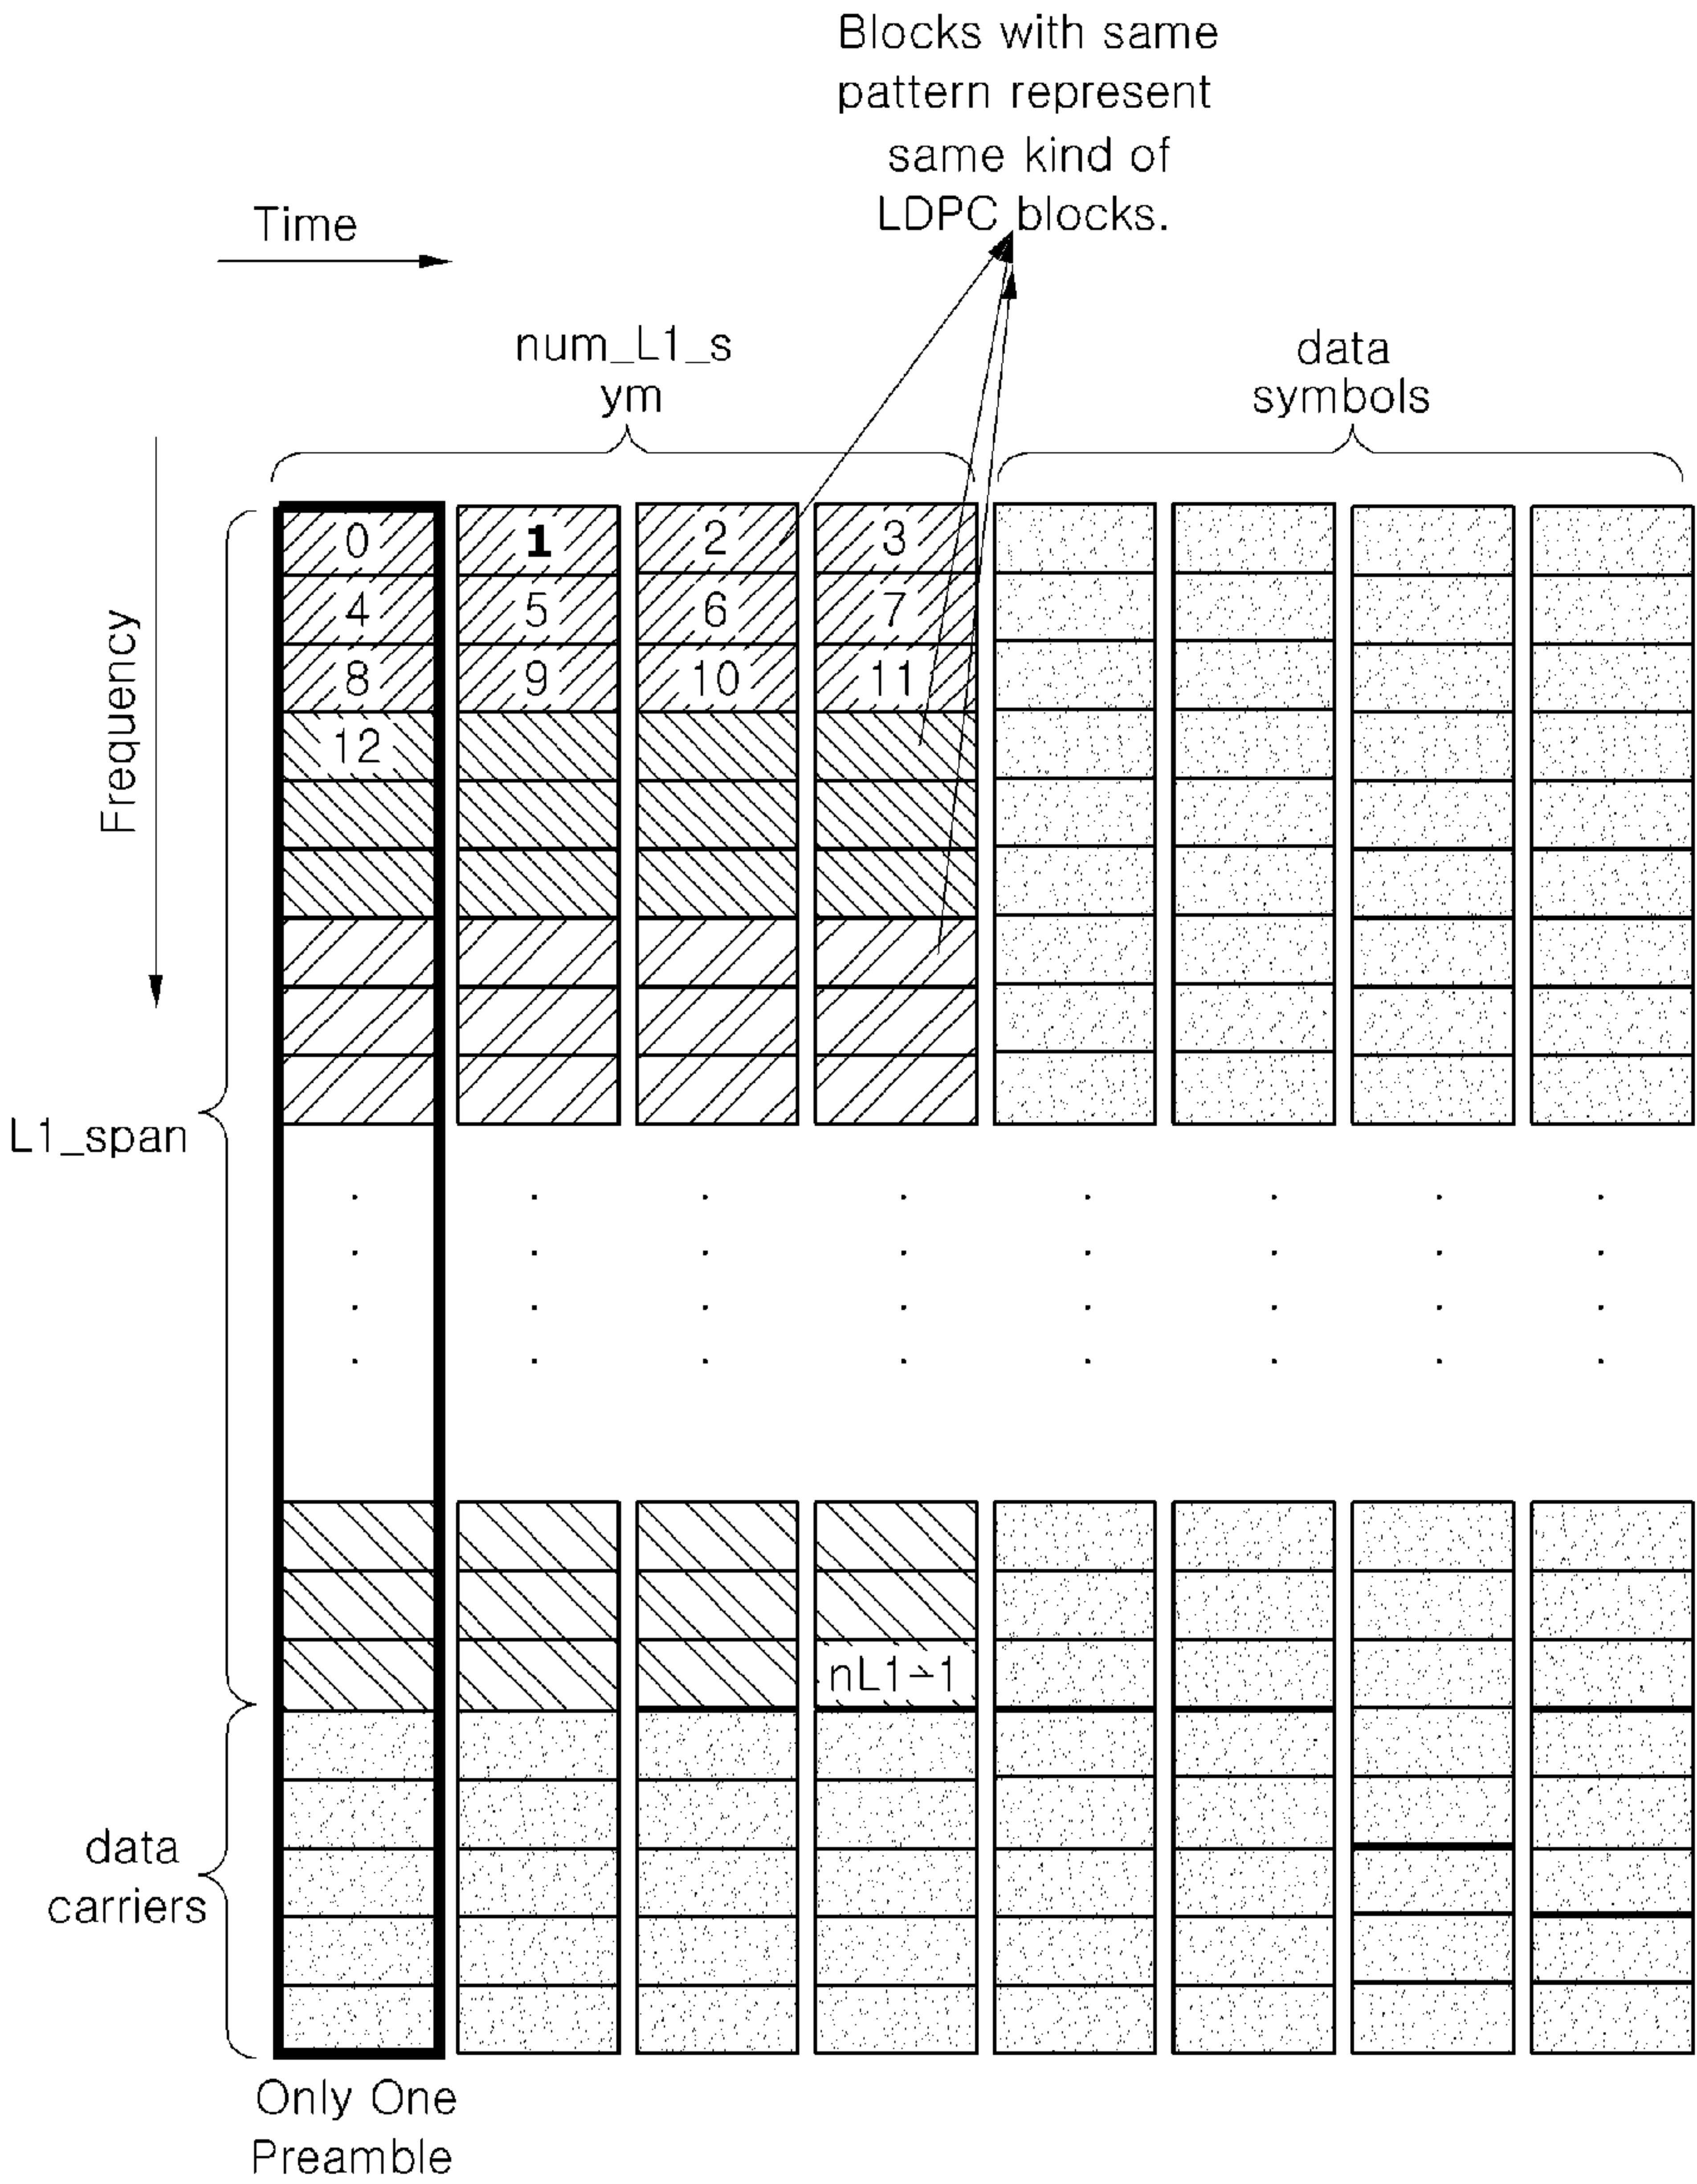 Blocks with same
pattern represent
same kind of
LDPC blocks.
Time
num_L1_s
ym
data
symbols
Frequency
0 1 2 3
4 5 6 7
8 9 10 11
12
L1_span
nL1-1
data
carriers
Only One
Preamble